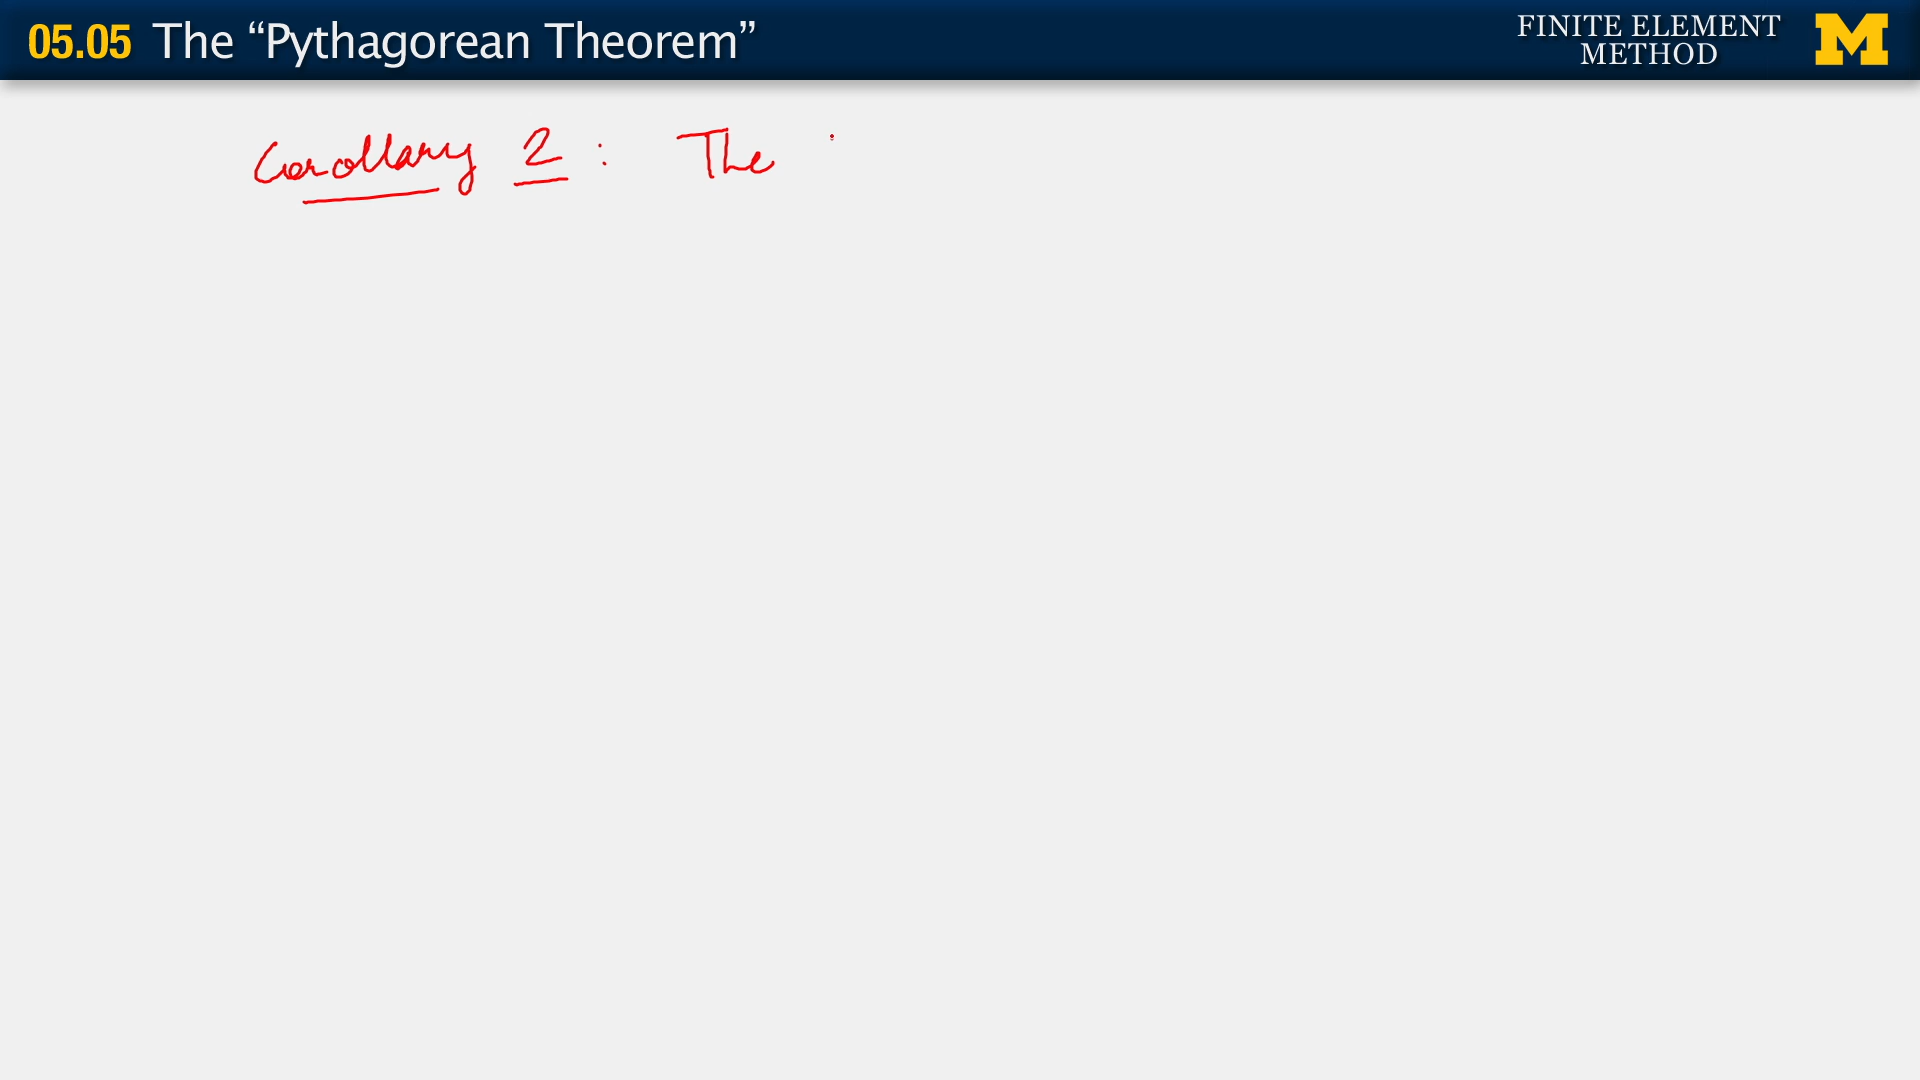 05.05 The “Pythagorean Theorem”
FINITE ELEMENT
METHOD
M
Corollary 2 : The